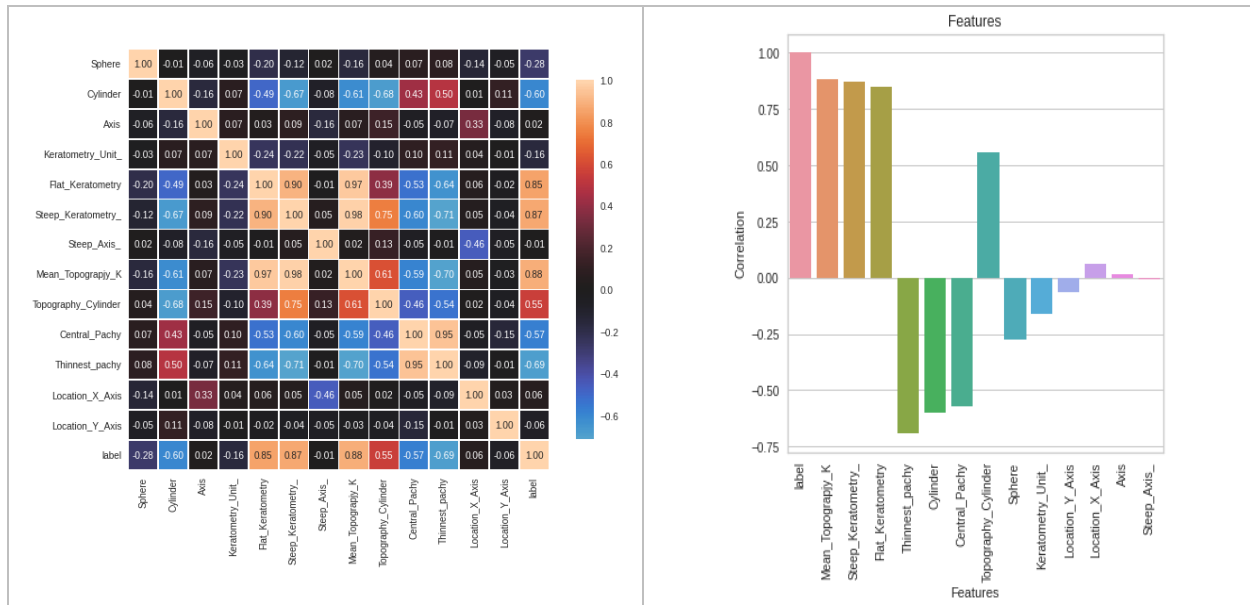 Sphere 1.00 -0.01 -0.06 -0.03 -0.20 -0.12 0.02 -0.16 0.04 0.07 0.08 -0.14 -0.05 -0.28
Cylinder -0.01 1.00 -0.16 0.07 -0.49 -0.67 -0.08 -0.61 -0.68 0.43 0.50 0.01 0.11 -0.60
Axis -0.06 -0.16 1.00 0.07 0.03 0.09 -0.16 0.07 0.15 -0.05 -0.07 0.33 -0.08 0.02
Keratometry_Unit_ -0.03 0.07 0.07 1.00 -0.24 -0.22 -0.05 -0.23 -0.10 0.10 0.11 0.04 -0.01 -0.16
Flat_Keratometry -0.20 -0.49 0.03 -0.24 1.00 0.90 -0.01 0.97 0.39 -0.53 -0.64 0.06 -0.02 0.85
Steep_Keratometry_ -0.12 -0.67 0.09 -0.22 0.90 1.00 0.05 0.98 0.75 -0.60 -0.71 0.05 -0.04 0.87
Steep_Axis_ 0.02 -0.08 -0.16 -0.05 -0.01 0.05 1.00 0.02 0.13 -0.05 -0.01 -0.46 -0.05 -0.01
Mean_Topograpjy_K -0.16 -0.61 0.07 -0.23 0.97 0.98 0.02 1.00 0.61 -0.59 -0.70 0.05 -0.03 0.88
Topography_Cylinder 0.04 -0.68 0.15 -0.10 0.39 0.75 0.13 0.61 1.00 -0.46 -0.54 0.02 -0.04 0.55
Central_Pachy 0.07 0.43 -0.05 0.10 -0.53 -0.60 -0.05 -0.59 -0.46 1.00 0.95 -0.05 -0.15 -0.57
Thinnest_pachy 0.08 0.50 -0.07 0.11 -0.64 -0.71 -0.01 -0.70 -0.54 0.95 1.00 -0.09 -0.01 -0.69
Location_X_Axis -0.14 0.01 0.33 0.04 0.06 0.05 -0.46 0.05 0.02 -0.05 -0.09 1.00 0.03 0.06
Location_Y_Axis -0.05 0.11 -0.08 -0.01 -0.02 -0.04 -0.05 -0.03 -0.04 -0.15 -0.01 0.03 1.00 -0.06
label -0.28 -0.60 0.02 -0.16 0.85 0.87 -0.01 0.88 0.55 -0.57 -0.69 0.06 -0.06 1.00
Sphere
Cylinder
Axis
Keratometry_Unit_
Flat_Keratometry
Steep_Keratometry_
Steep_Axis_
Mean_Topograpjy_K
Topography_Cylinder
Central_Pachy
Thinnest_pachy
Location_X_Axis
Location_Y_Axis
label
1.0
0.8
0.6
0.4
0.2
0.0
−0.2
−0.4
−0.6
Features
1.00
0.75
0.50
0.25
0.00
−0.25
−0.50
−0.75
Correlation
label
Mean_Topograpjy_K
Steep_Keratometry_
Flat_Keratometry
Thinnest_pachy
Cylinder
Central_Pachy
Topography_Cylinder
Sphere
Keratometry_Unit_
Location_Y_Axis
Location_X_Axis
Axis
Steep_Axis_
Features